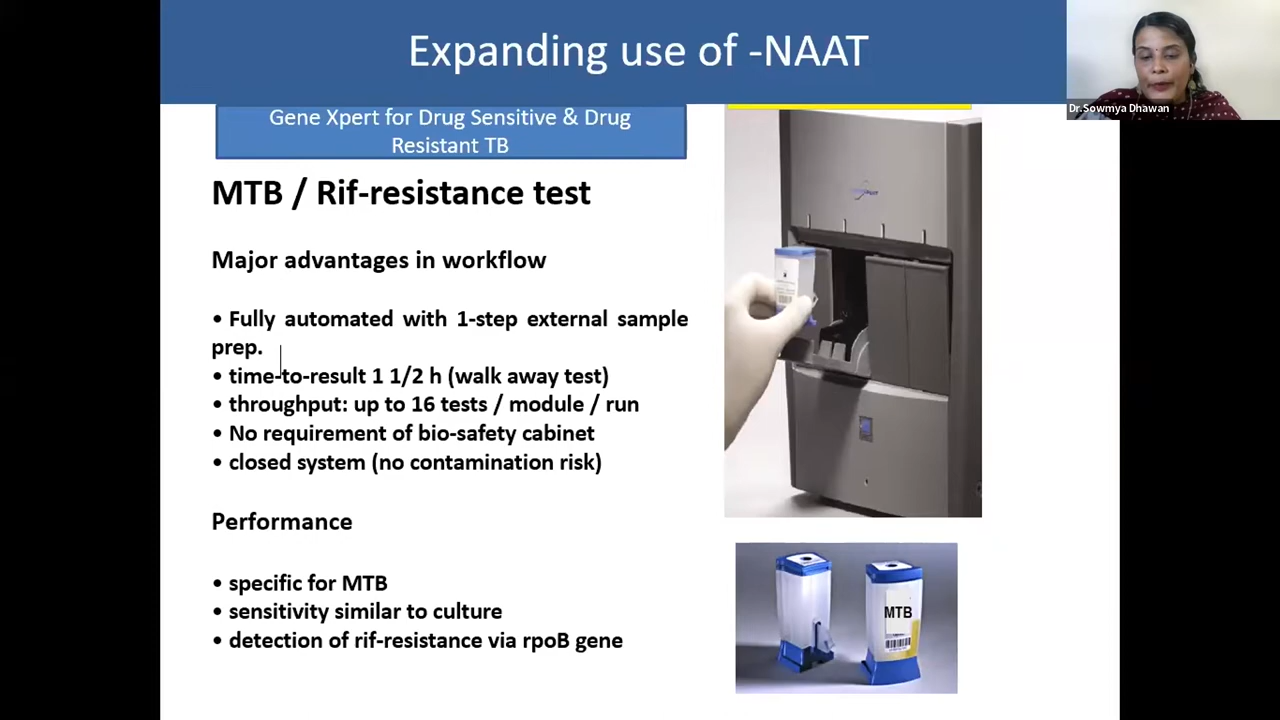 Expanding use of -NAAT
Dr.Sowmya Dhawan
Gene Xpert for Drug Sensitive & Drug
Resistant TB
MTB / Rif-resistance test
Major advantages in workflow
• Fully automated with 1-step external sample
prep.
• time-to-result 1 1/2 h (walk away test)
• throughput: up to 16 tests / module / run
• No requirement of bio-safety cabinet
• closed system (no contamination risk)
Performance
• specific for MTB
• sensitivity similar to culture
• detection of rif-resistance via rpoB gene
MTB